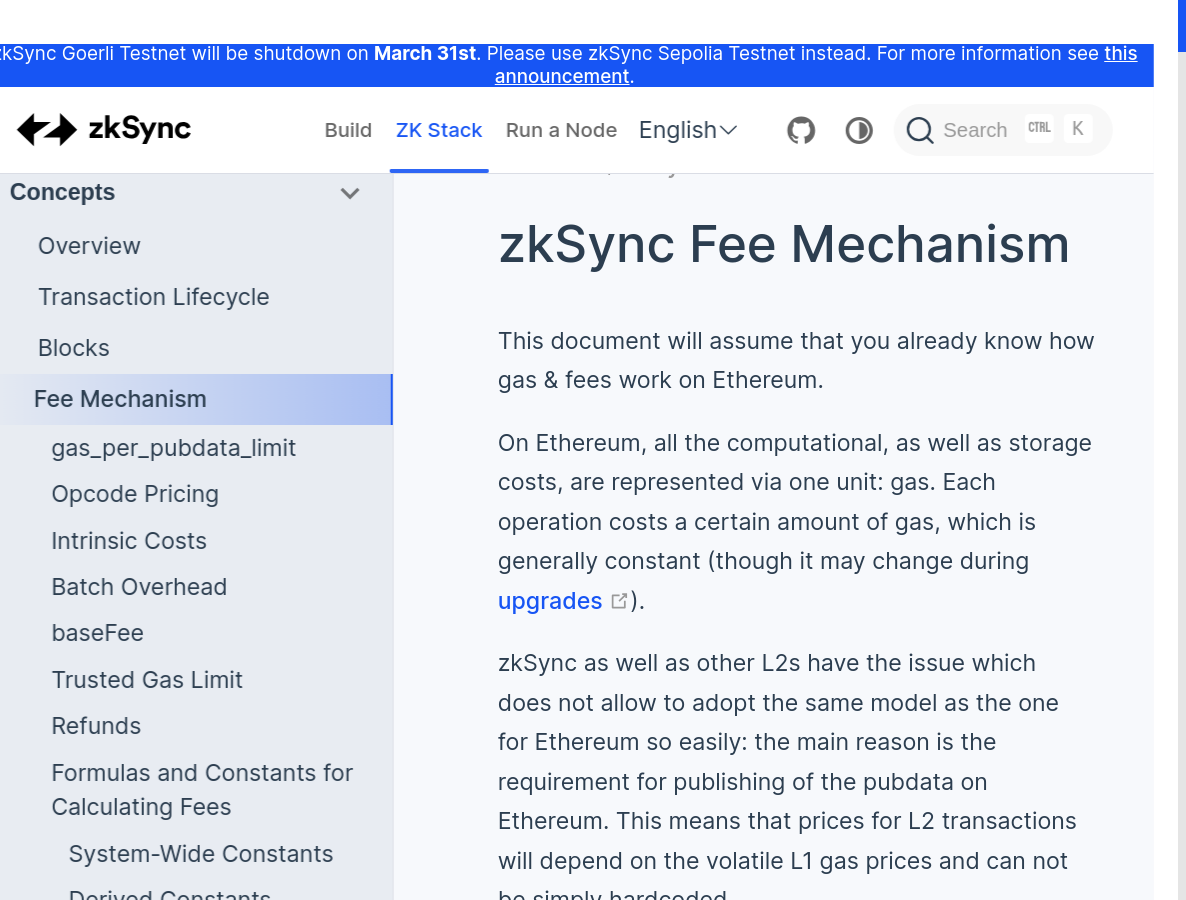 zkSync Goerli Testnet will be shutdown on March 31st. Please use zkSync Sepolia Testnet instead. For more information see this
announcement.
zkSync
Build
ZK Stack
Run a Node
English
Search
CTRL
K
Concepts
Overview
Transaction Lifecycle
Blocks
Fee Mechanism
gas_per_pubdata_limit
Opcode Pricing
Intrinsic Costs
Batch Overhead
baseFee
Trusted Gas Limit
Refunds
Formulas and Constants for
Calculating Fees
System-Wide Constants
Derived Constants
zkSync Fee Mechanism
This document will assume that you already know how
gas & fees work on Ethereum.
On Ethereum, all the computational, as well as storage
costs, are represented via one unit: gas. Each
operation costs a certain amount of gas, which is
generally constant (though it may change during
upgrades ).
zkSync as well as other L2s have the issue which
does not allow to adopt the same model as the one
for Ethereum so easily: the main reason is the
requirement for publishing of the pubdata on
Ethereum. This means that prices for L2 transactions
will depend on the volatile L1 gas prices and can not
be simply hardcoded.